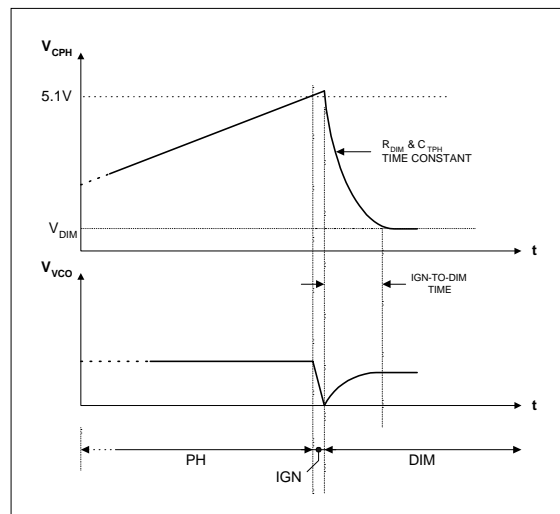 VCPH
5.1V
RDIM & CTPH
TIME CONSTANT
VDIM
t
VVCO
IGN-TO-DIM
TIME
t
PH
DIM
IGN